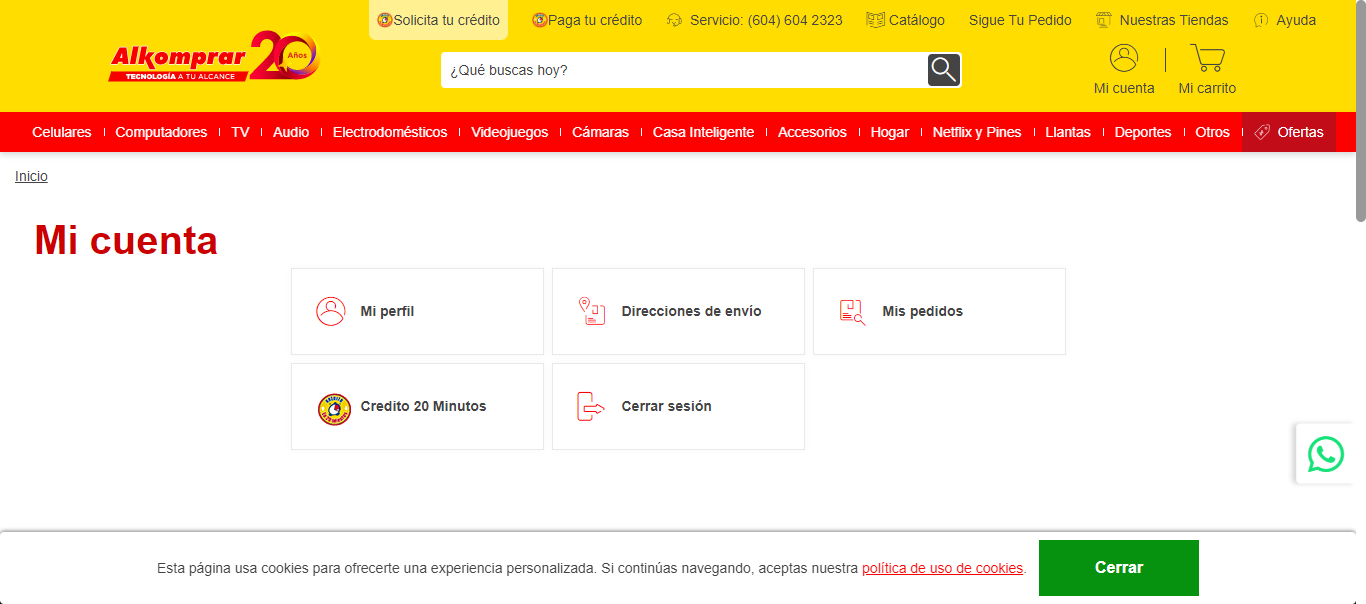 Solicita tu crédito
Paga tu crédito
Servicio: (604) 604 2323
Catálogo
Sigue Tu Pedido
Nuestras Tiendas
Ayuda
Alkomprar 20 Años
TECNOLOGÍA A TU ALCANCE
¿Qué buscas hoy?
Mi cuenta
Mi carrito
Celulares
Computadores
TV
Audio
Electrodomésticos
Videojuegos
Cámaras
Casa Inteligente
Accesorios
Hogar
Netflix y Pines
Llantas
Deportes
Otros
Ofertas
Inicio
Mi cuenta
Mi perfil
Direcciones de envío
Mis pedidos
Credito 20 Minutos
Cerrar sesión
Esta página usa cookies para ofrecerte una experiencia personalizada. Si continúas navegando, aceptas nuestra política de uso de cookies.
Cerrar